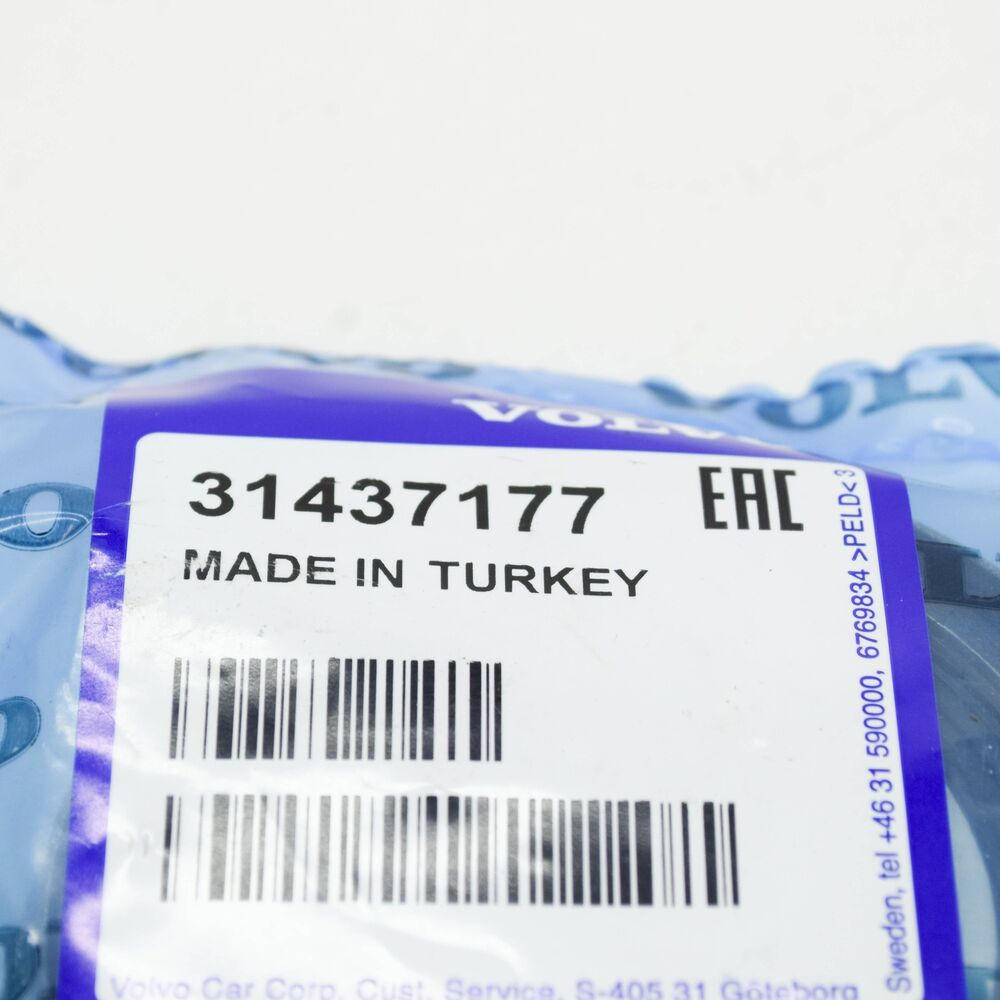 VOLVO
31437177
EAC
MADE IN TURKEY
Volvo Car Corp. Cust. Service, S-405 31 Göteborg
Sweden, tel +46 31 590000, 6769834 >PELD< 3